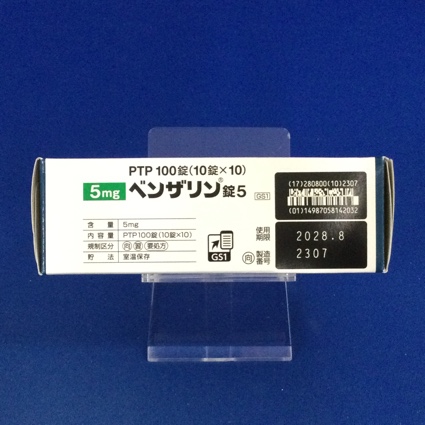 PTP 100錠(10錠×10)
5mg ベンザリン®錠5 GS1
含量 5mg
内容量 PTP100錠(10錠×10)
規制区分 向 習 要処方
貯法 室温保存
GS1
(17)280800(10)2307
(01)14987058142032
使用期限 2028.8
向 製造番号 2307